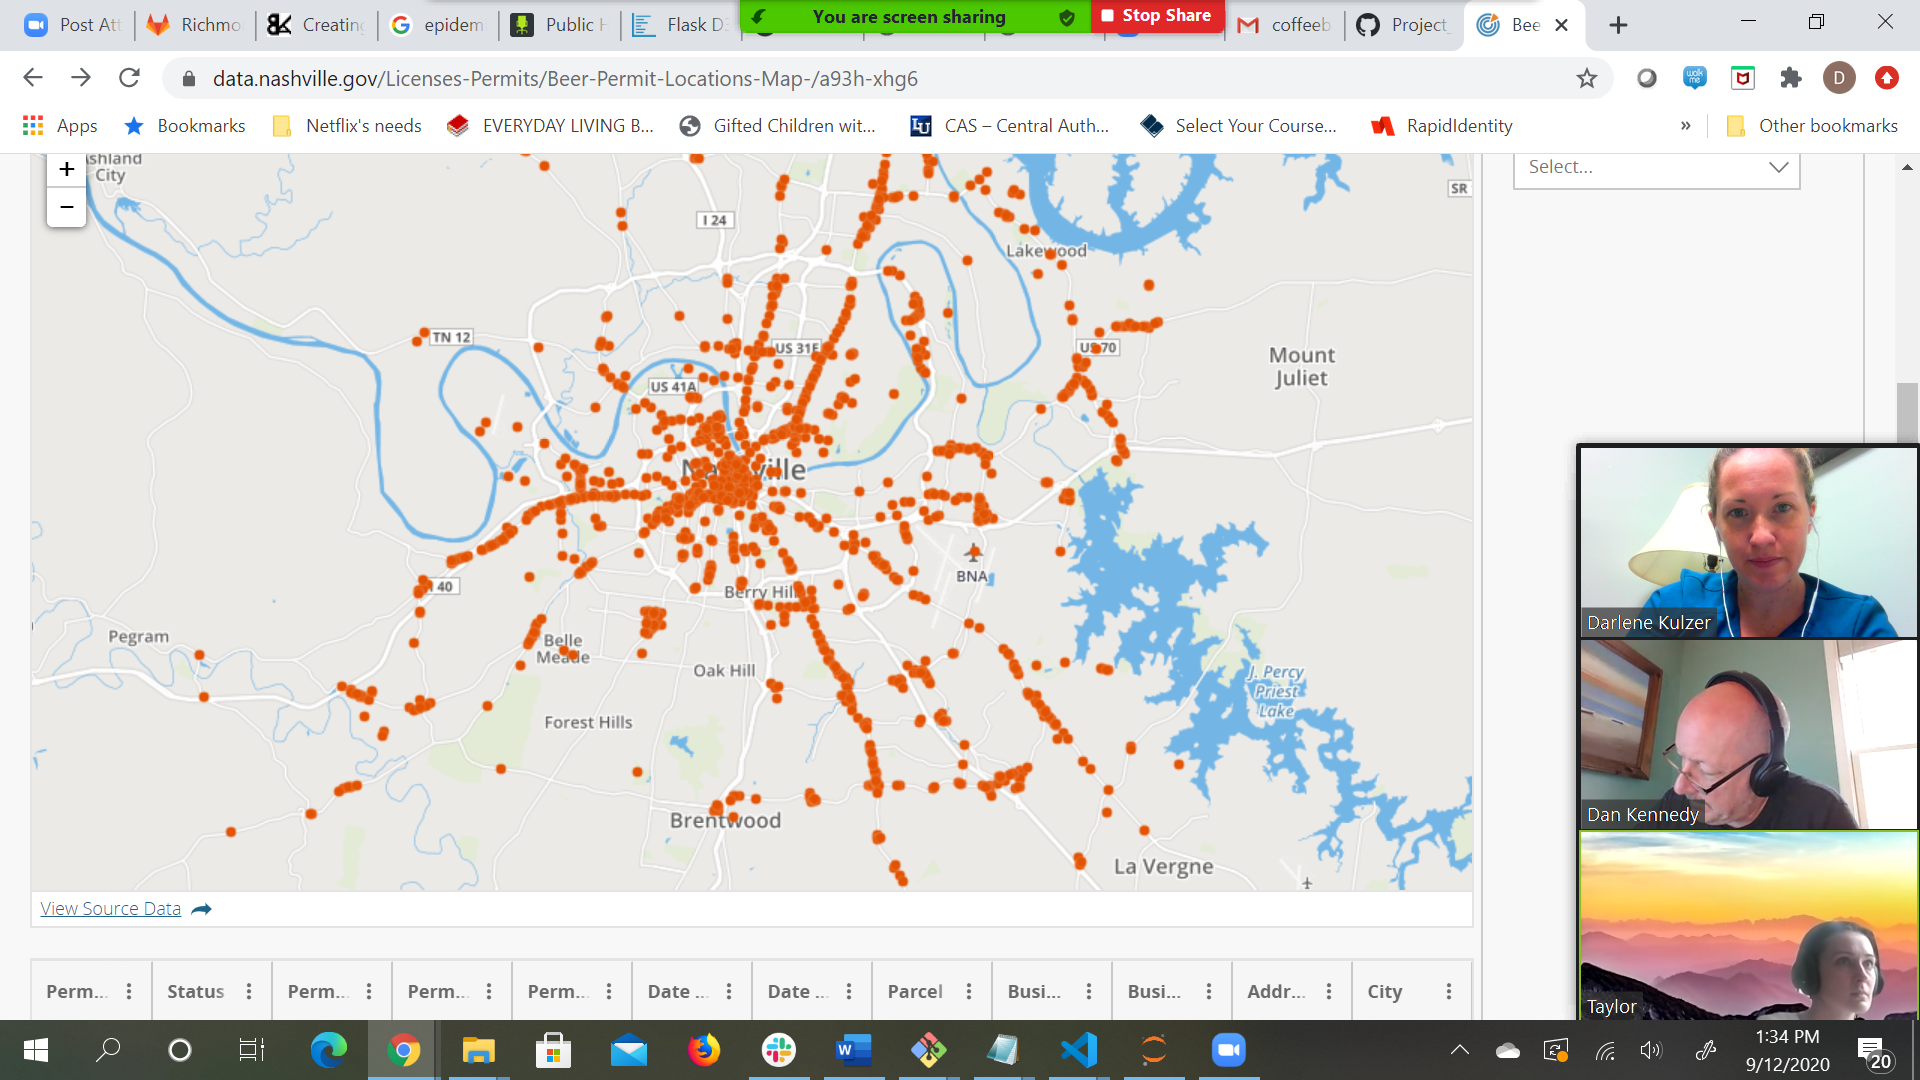 Post Att
Richmo
Creating
epidem
Public H
Flask D3
You are screen sharing
Stop Share
coffeeb
Project_
Bee
data.nashville.gov/Licenses-Permits/Beer-Permit-Locations-Map-/a93h-xhg6
D
Apps
Bookmarks
Netflix's needs
EVERYDAY LIVING B...
Gifted Children wit...
CAS – Central Auth...
Select Your Course...
RapidIdentity
»
Other bookmarks
+
−
Ashland
City
I 24
SR
Select...
Lakewood
TN 12
US 31E
US 70
Mount
Juliet
US 41A
Nashville
BNA
I 40
Berry Hill
Pegram
Belle
Meade
Oak Hill
J. Percy
Priest
Lake
Forest Hills
Brentwood
La Vergne
View Source Data
Perm...
Status
Perm...
Perm...
Perm...
Date ...
Date ...
Parcel
Busi...
Busi...
Addr...
City
Darlene Kulzer
Dan Kennedy
Taylor
1:34 PM
9/12/2020
20